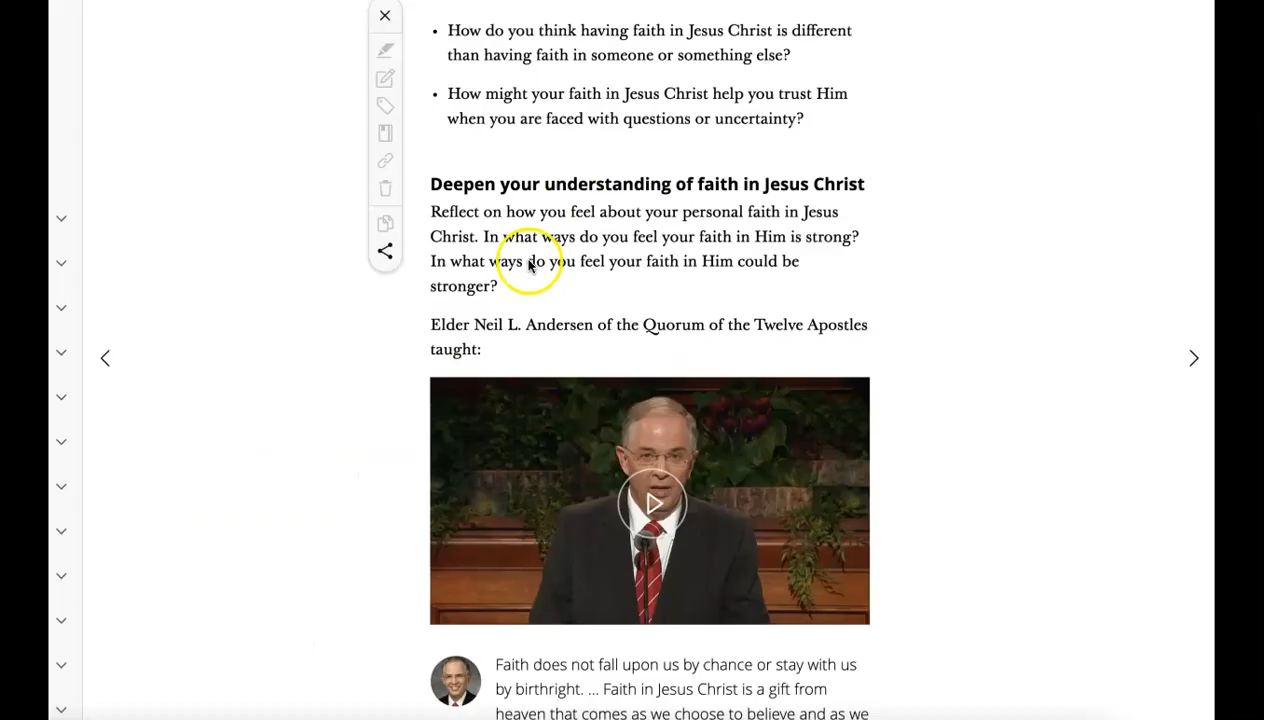 • How do you think having faith in Jesus Christ is different
than having faith in someone or something else?
• How might your faith in Jesus Christ help you trust Him
when you are faced with questions or uncertainty?
Deepen your understanding of faith in Jesus Christ
Reflect on how you feel about your personal faith in Jesus
Christ. In what ways do you feel your faith in Him is strong?
In what ways do you feel your faith in Him could be
stronger?
Elder Neil L. Andersen of the Quorum of the Twelve Apostles
taught:
Faith does not fall upon us by chance or stay with us
by birthright. ... Faith in Jesus Christ is a gift from
heaven that comes as we choose to believe and as we